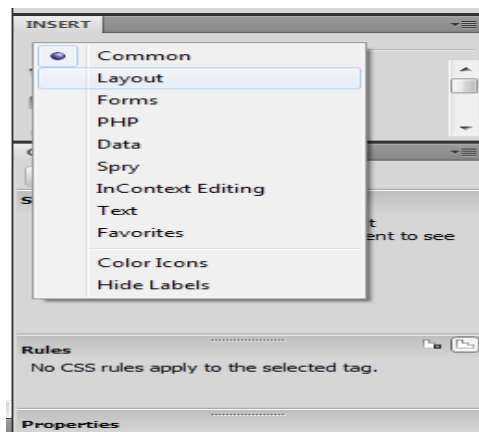 INSERT
Common
Layout
Forms
PHP
Data
Spry
InContext Editing
Text
Favorites
ent to see
Color Icons
Hide Labels
Rules
No CSS rules apply to the selected tag.
Properties